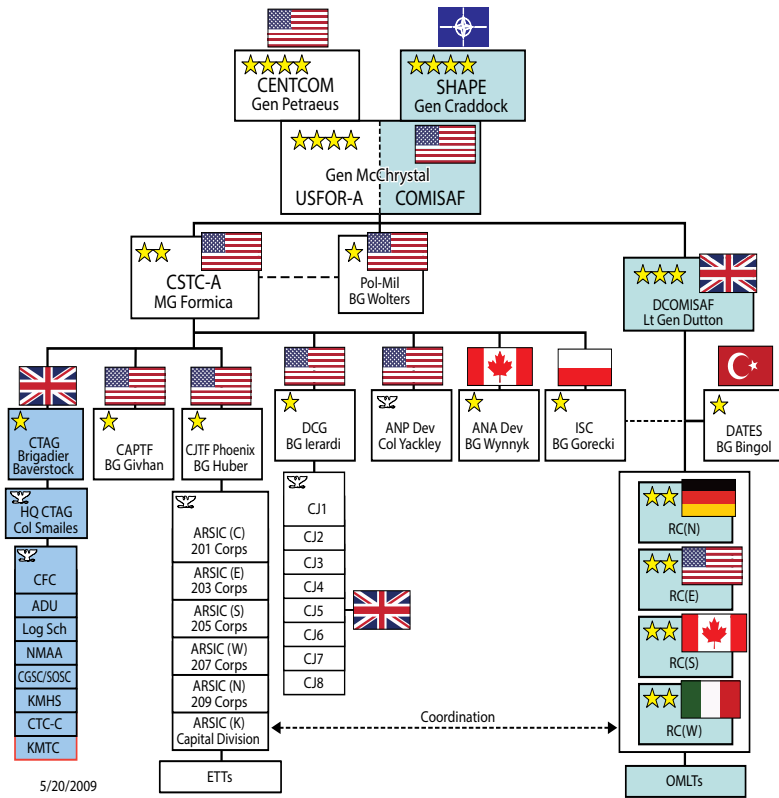 CENTCOM
Gen Petraeus
SHAPE
Gen Craddock
Gen McChrystal
USFOR-A
COMISAF
CSTC-A
MG Formica
Pol-Mil
BG Wolters
DCOMISAF
Lt Gen Dutton
CTAG
Brigadier
Baverstock
CAPTF
BG Givhan
CJTF Phoenix
BG Huber
DCG
BG Ierardi
ANP Dev
Col Yackley
ANA Dev
BG Wynnyk
ISC
BG Gorecki
DATES
BG Bingol
HQ CTAG
Col Smailes
CFC
ADU
Log Sch
NMAA
CGSC/SOSC
KMHS
CTC-C
KMTC
ARSIC (C)
201 Corps
ARSIC (E)
203 Corps
ARSIC (S)
205 Corps
ARSIC (W)
207 Corps
ARSIC (N)
209 Corps
ARSIC (K)
Capital Division
ETTs
CJ1
CJ2
CJ3
CJ4
CJ5
CJ6
CJ7
CJ8
Coordination
RC(N)
RC(E)
RC(S)
RC(W)
OMLTs
5/20/2009